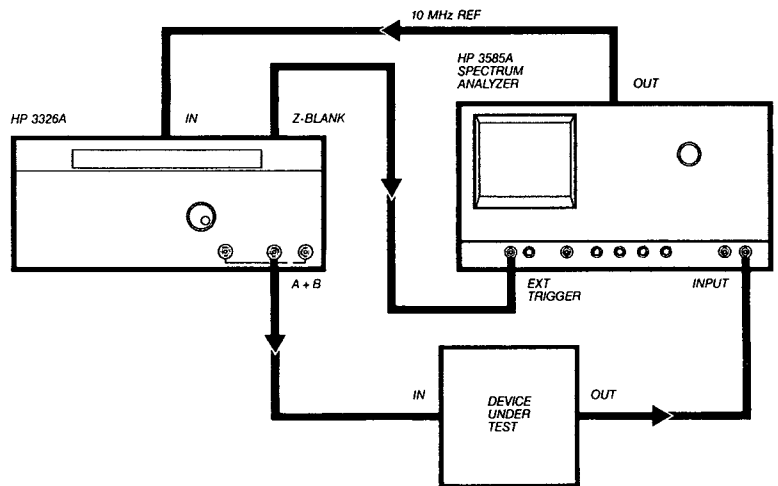 10 MHz REF
HP 3585A
SPECTRUM
ANALYZER
OUT
HP 3326A
IN
Z-BLANK
A + B
EXT
TRIGGER
INPUT
IN
DEVICE
UNDER
TEST
OUT